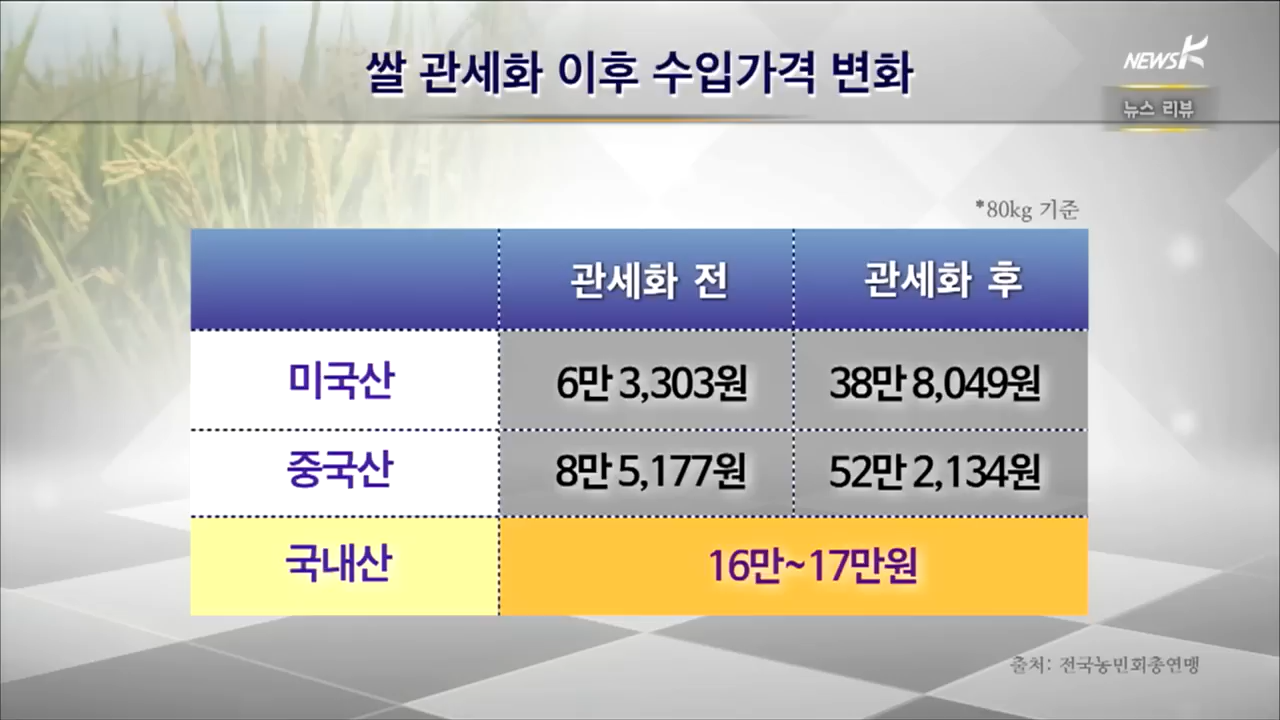 쌀 관세화 이후 수입가격 변화
NEWS K
뉴스 리뷰
*80kg 기준
관세화 전 관세화 후
미국산 6만 3,303원 38만 8,049원
중국산 8만 5,177원 52만 2,134원
국내산 16만~17만원
출처: 전국농민회총연맹